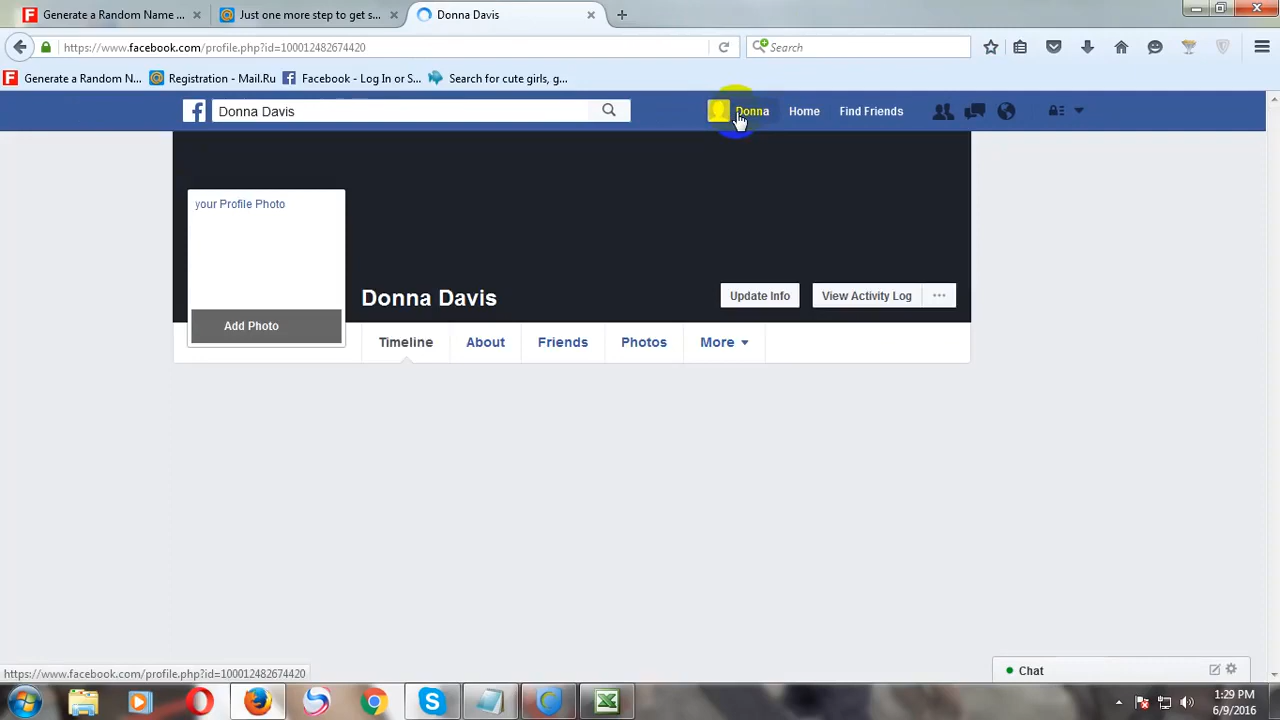 Generate a Random Name ...
Just one more step to get s...
Donna Davis
https://www.facebook.com/profile.php?id=100012482674420
Search
Generate a Random N...
Registration - Mail.Ru
Facebook - Log In or S...
Search for cute girls, g...
Donna Davis
Donna
Home
Find Friends
your Profile Photo
Add Photo
Donna Davis
Update Info
View Activity Log
Timeline
About
Friends
Photos
More
https://www.facebook.com/profile.php?id=100012482674420
Chat
1:29 PM
6/9/2016